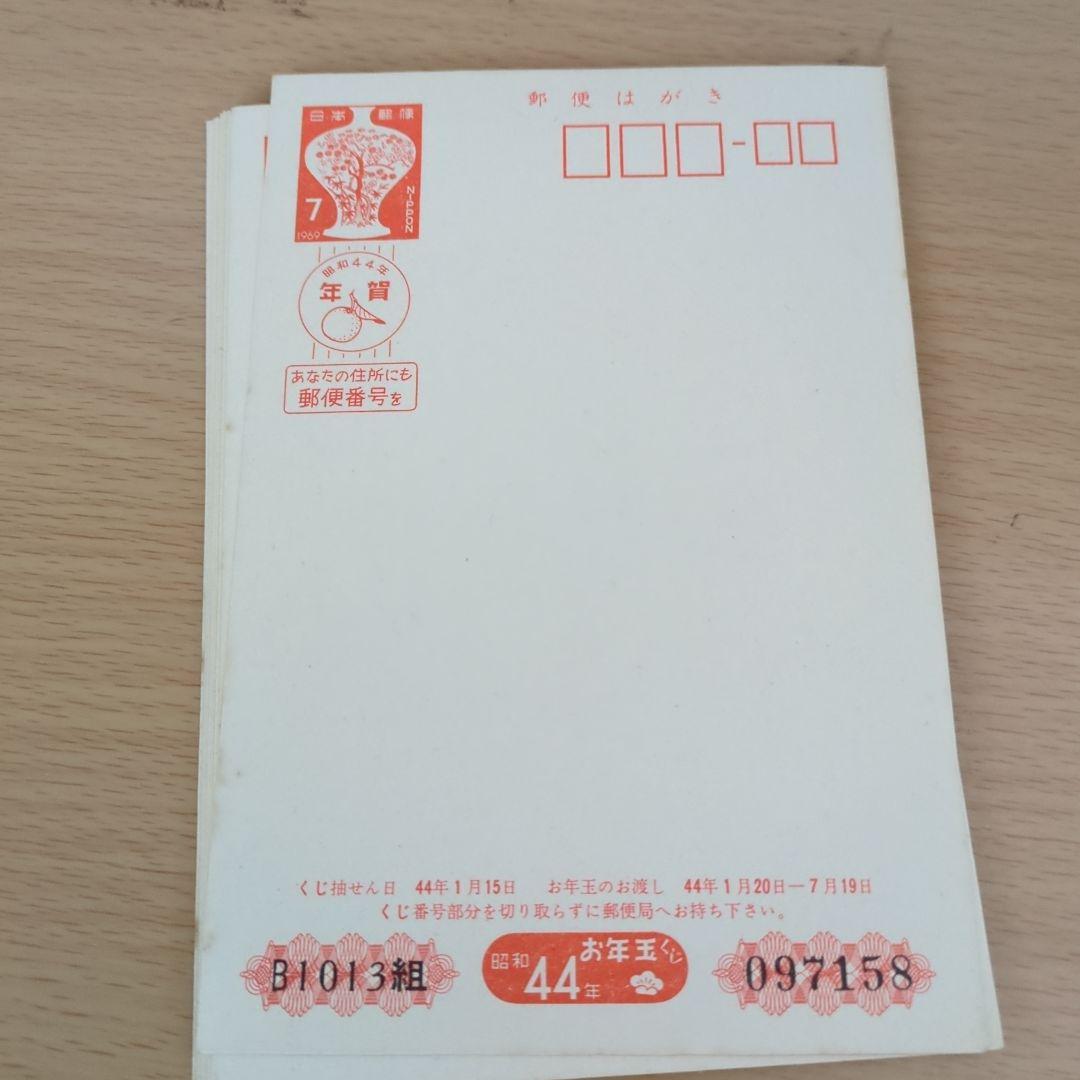 郵便はがき
日本郵便
NIPPON
7
1969
昭和44年
年賀
あなたの住所にも
郵便番号を
くじ抽せん日 44年1月15日 お年玉のお渡し 44年1月20日―7月19日
くじ番号部分を切り取らずに郵便局へお持ち下さい。
B1013組
昭和44年お年玉くじ
097158